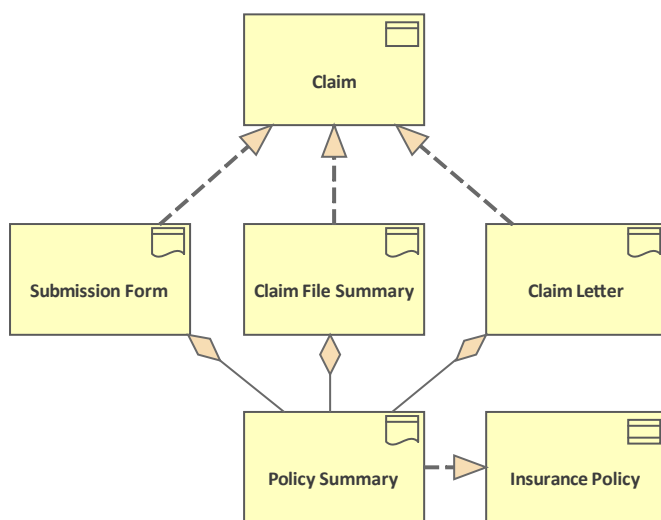 Claim
Submission Form
Claim File Summary
Claim Letter
Policy Summary
Insurance Policy